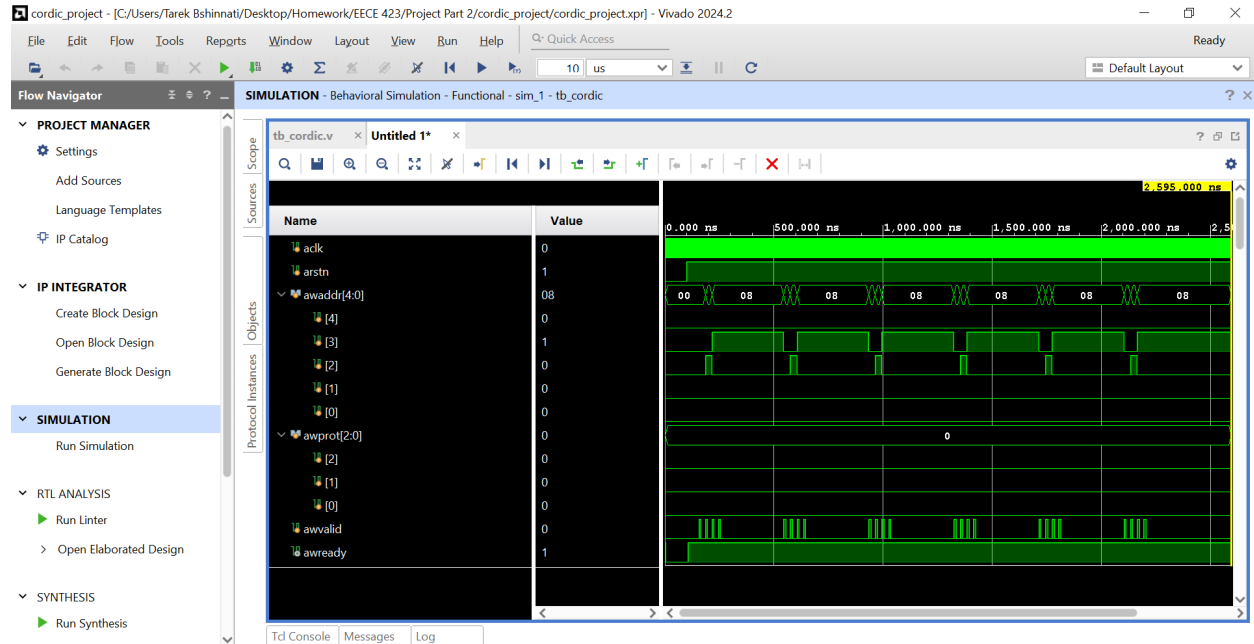 cordic_project - [C:/Users/Tarek Bshinnati/Desktop/Homework/EECE 423/Project Part 2/cordic_project/cordic_project.xpr] - Vivado 2024.2
File Edit Flow Tools Reports Window Layout View Run Help Quick Access Ready
10 us Default Layout
Flow Navigator
SIMULATION - Behavioral Simulation - Functional - sim_1 - tb_cordic
PROJECT MANAGER
Settings
Add Sources
Language Templates
IP Catalog
IP INTEGRATOR
Create Block Design
Open Block Design
Generate Block Design
SIMULATION
Run Simulation
RTL ANALYSIS
Run Linter
Open Elaborated Design
SYNTHESIS
Run Synthesis
Scope
Sources
Objects
Protocol Instances
tb_cordic.v Untitled 1*
2,595.000 ns
Name Value
0.000 ns 500.000 ns 1,000.000 ns 1,500.000 ns 2,000.000 ns 2,5
aclk 0
arstn 1
awaddr[4:0] 08 00 08 08 08 08 08 08
[4] 0
[3] 1
[2] 0
[1] 0
[0] 0
awprot[2:0] 0 0
[2] 0
[1] 0
[0] 0
awvalid 0
awready 1
Tcl Console Messages Log